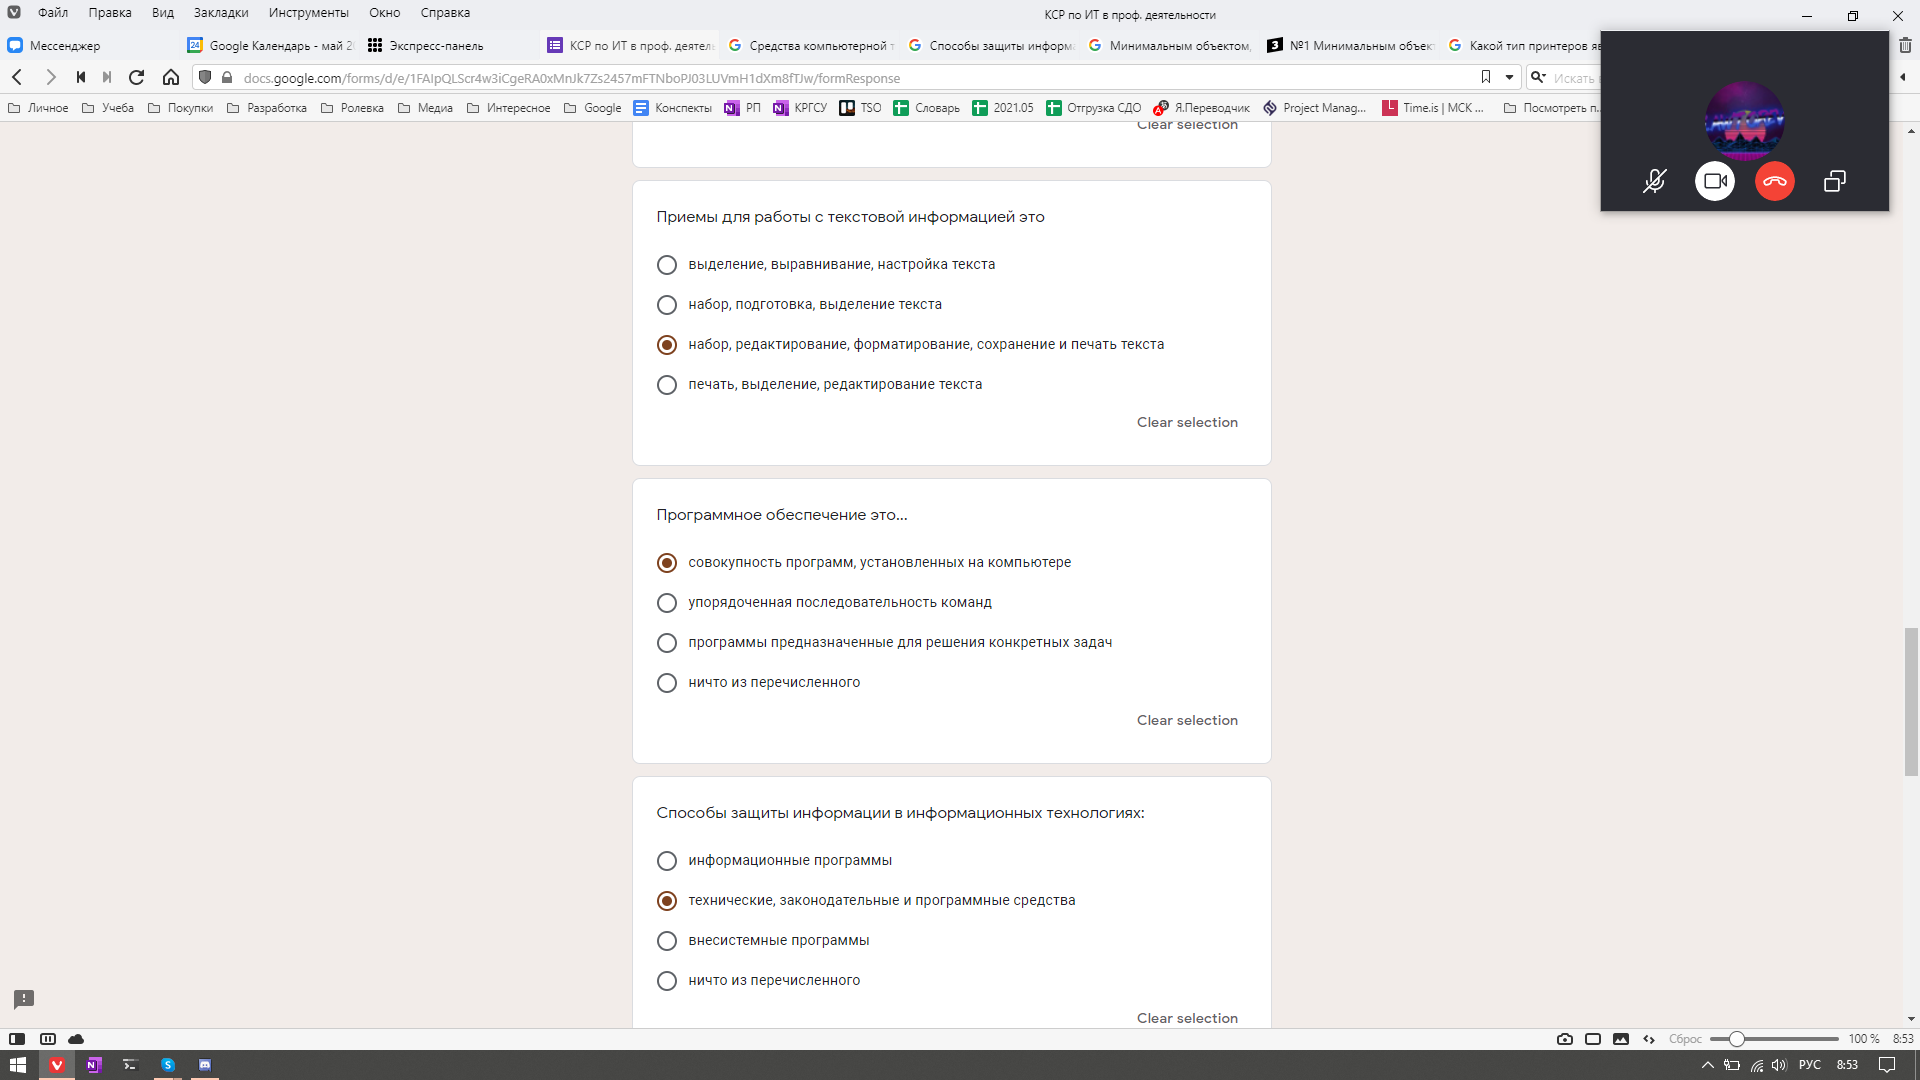 Файл Правка Вид Закладки Инструменты Окно Справка
КСР по ИТ в проф. деятельности
Мессенджер
Google Календарь - май 2
Экспресс-панель
КСР по ИТ в проф. деятел
Средства компьютерной
Способы защиты информ
Минимальным объектом,
№1 Минимальным объек
Какой тип принтеров яв
docs.google.com/forms/d/e/1FAIpQLScr4w3iCgeRA0xMnJk7Zs2457mFTNboPJ03LUVmH1dXm8fTJw/formResponse
Искать
Личное Учеба Покупки Разработка Ролевка Медиа Интересное Google Конспекты РП КРГСУ TSO Словарь 2021.05 Отгрузка СДО Я.Переводчик Project Manag... Time.is | МСК ... Посмотреть п...
Clear selection
Приемы для работы с текстовой информацией это
выделение, выравнивание, настройка текста
набор, подготовка, выделение текста
набор, редактирование, форматирование, сохранение и печать текста
печать, выделение, редактирование текста
Clear selection
Программное обеспечение это...
совокупность программ, установленных на компьютере
упорядоченная последовательность команд
программы предназначенные для решения конкретных задач
ничто из перечисленного
Clear selection
Способы защиты информации в информационных технологиях:
информационные программы
технические, законодательные и программные средства
внесистемные программы
ничто из перечисленного
Clear selection
Сброс 100 % 8:53
РУС 8:53